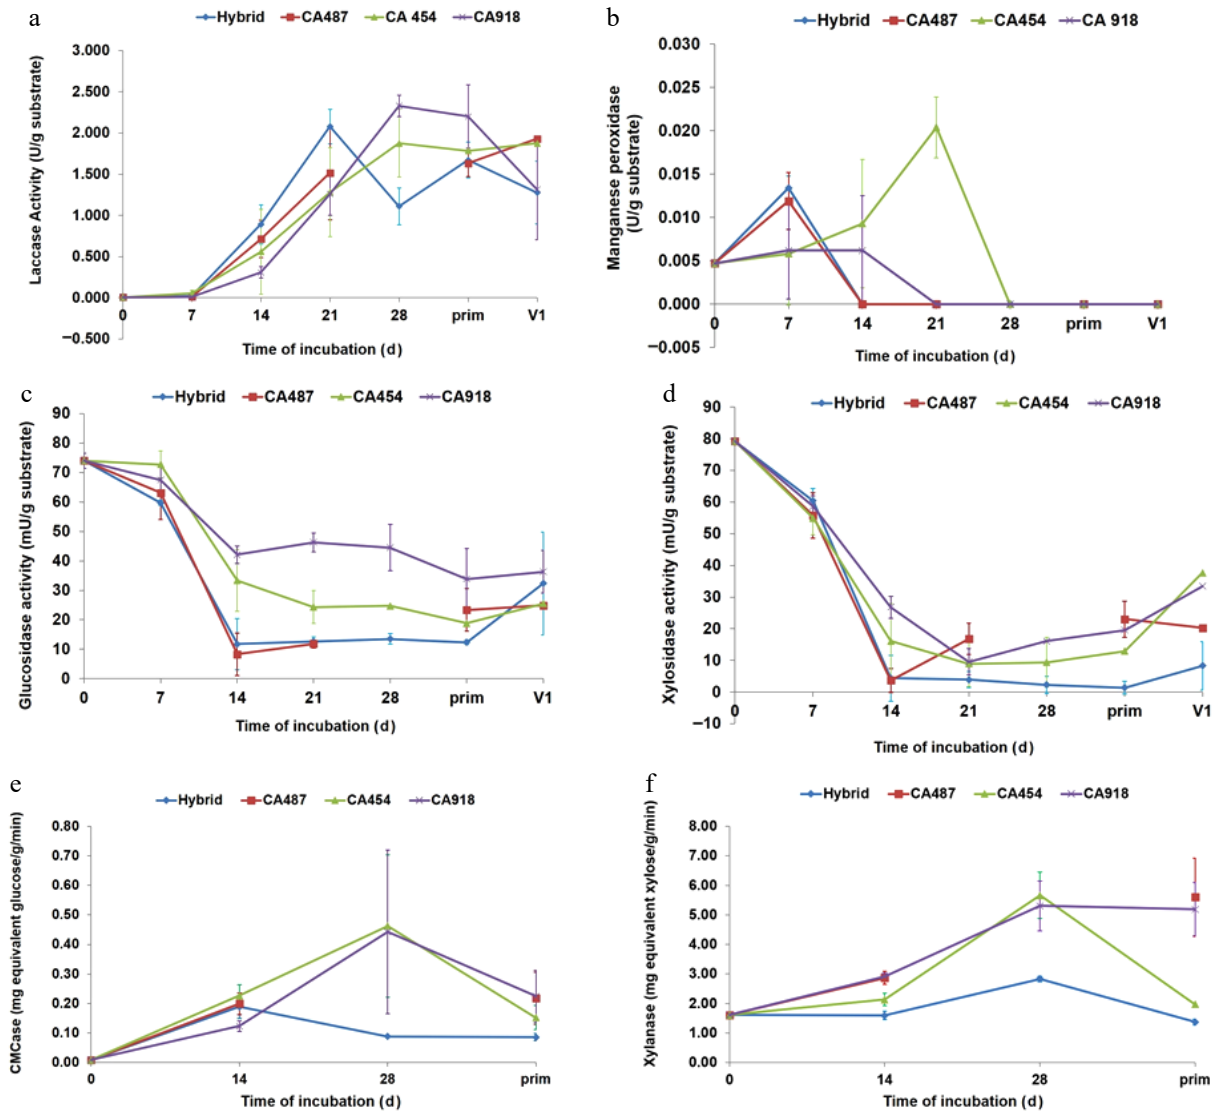 a
Hybrid CA487 CA 454 CA918
Laccase Activity (U/g substrate)
3.000
2.500
2.000
1.500
1.000
0.500
0.000
−0.500
0 7 14 21 28 prim V1
Time of incubation (d)
b
Hybrid CA487 CA454 CA 918
Manganese peroxidase
(U/g substrate)
0.030
0.025
0.020
0.015
0.010
0.005
0.000
−0.005
0 7 14 21 28 prim V1
Time of incubation (d)
c
Hybrid CA487 CA454 CA918
Glucosidase activity (mU/g substrate)
90
80
70
60
50
40
30
20
10
0
0 7 14 21 28 prim V1
Time of incubation (d)
d
Hybrid CA487 CA454 CA918
Xylosidase activity (mU/g substrate)
90
80
70
60
50
40
30
20
10
0
−10
0 7 14 21 28 prim V1
Time of incubation (d)
e
Hybrid CA487 CA454 CA918
CMCase (mg equivalent glucose/g/min)
0.80
0.70
0.60
0.50
0.40
0.30
0.20
0.10
0.00
0 14 28 prim
Time of incubation (d)
f
Hybrid CA487 CA454 CA918
Xylanase (mg equivalent xylose/g/min)
8.00
7.00
6.00
5.00
4.00
3.00
2.00
1.00
0.00
0 14 28 prim
Time of incubation (d)